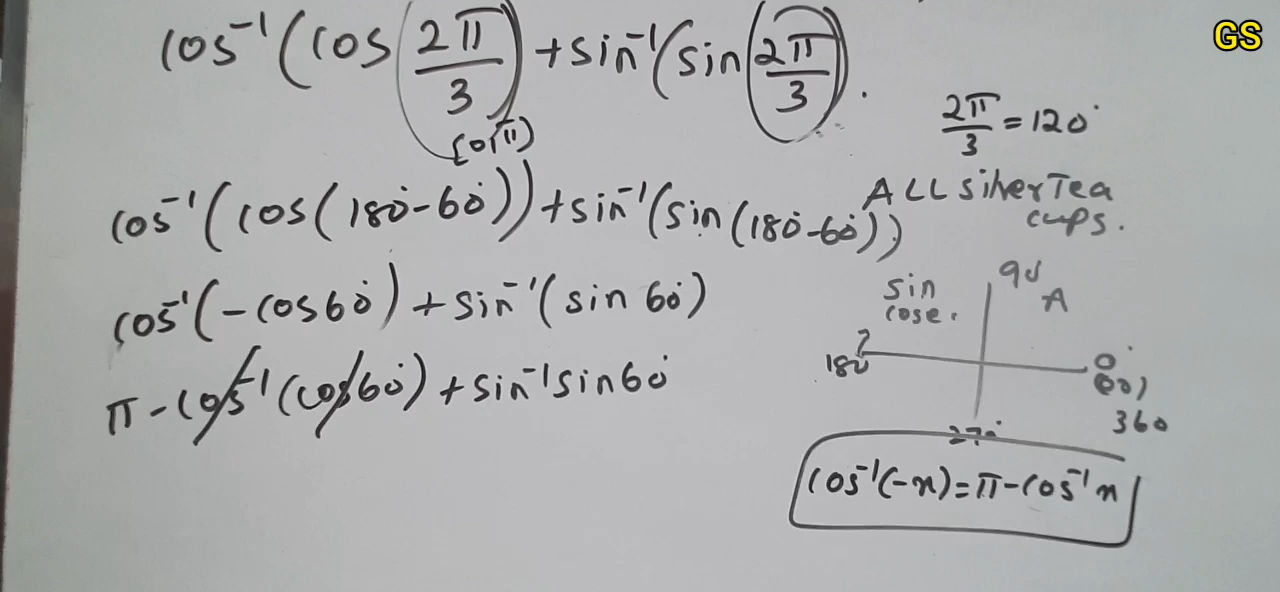 GS
cos⁻¹(cos(2π/3) + sin⁻¹(sin(2π/3).
[0,π]
2π/3 = 120°
ALL silver Tea
cups.
cos⁻¹(cos(180°-60°)) + sin⁻¹(sin(180°-60°))
cos⁻¹(-cos60°) + sin⁻¹(sin 60°)
π - cos⁻¹(cos60°) + sin⁻¹sin60°
90
A
sin
cose.
180
0°
360
270°
cos⁻¹(-x)=π-cos⁻¹x